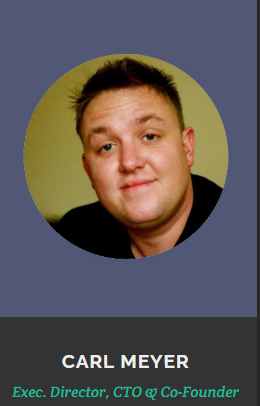 CARL MEYER
Exec. Director, CTO & Co-Founder